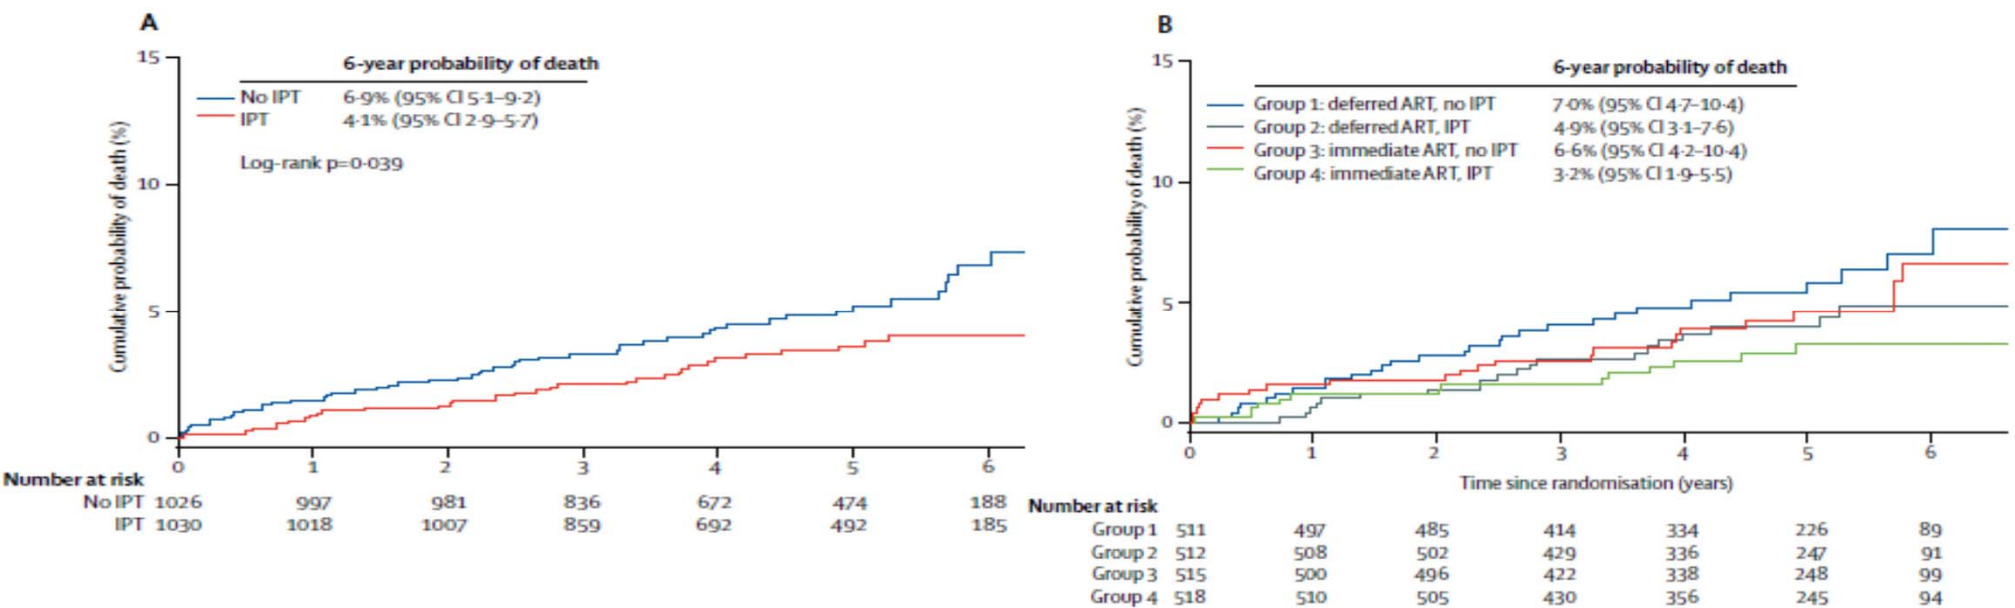 A
15
6-year probability of death
No IPT 6·9% (95% CI 5·1–9·2)
IPT 4·1% (95% CI 2·9–5·7)
Log-rank p=0·039
10
5
0
Cumulative probability of death (%)
0 1 2 3 4 5 6
Number at risk
No IPT 1026 997 981 836 672 474 188
IPT 1030 1018 1007 859 692 492 185
B
15
6-year probability of death
Group 1: deferred ART, no IPT 7·0% (95% CI 4·7–10·4)
Group 2: deferred ART, IPT 4·9% (95% CI 3·1–7·6)
Group 3: immediate ART, no IPT 6·6% (95% CI 4·2–10·4)
Group 4: immediate ART, IPT 3·2% (95% CI 1·9–5·5)
10
5
0
Cumulative probability of death (%)
0 1 2 3 4 5 6
Time since randomisation (years)
Number at risk
Group 1 511 497 485 414 334 226 89
Group 2 512 508 502 429 336 247 91
Group 3 515 500 496 422 338 248 99
Group 4 518 510 505 430 356 245 94